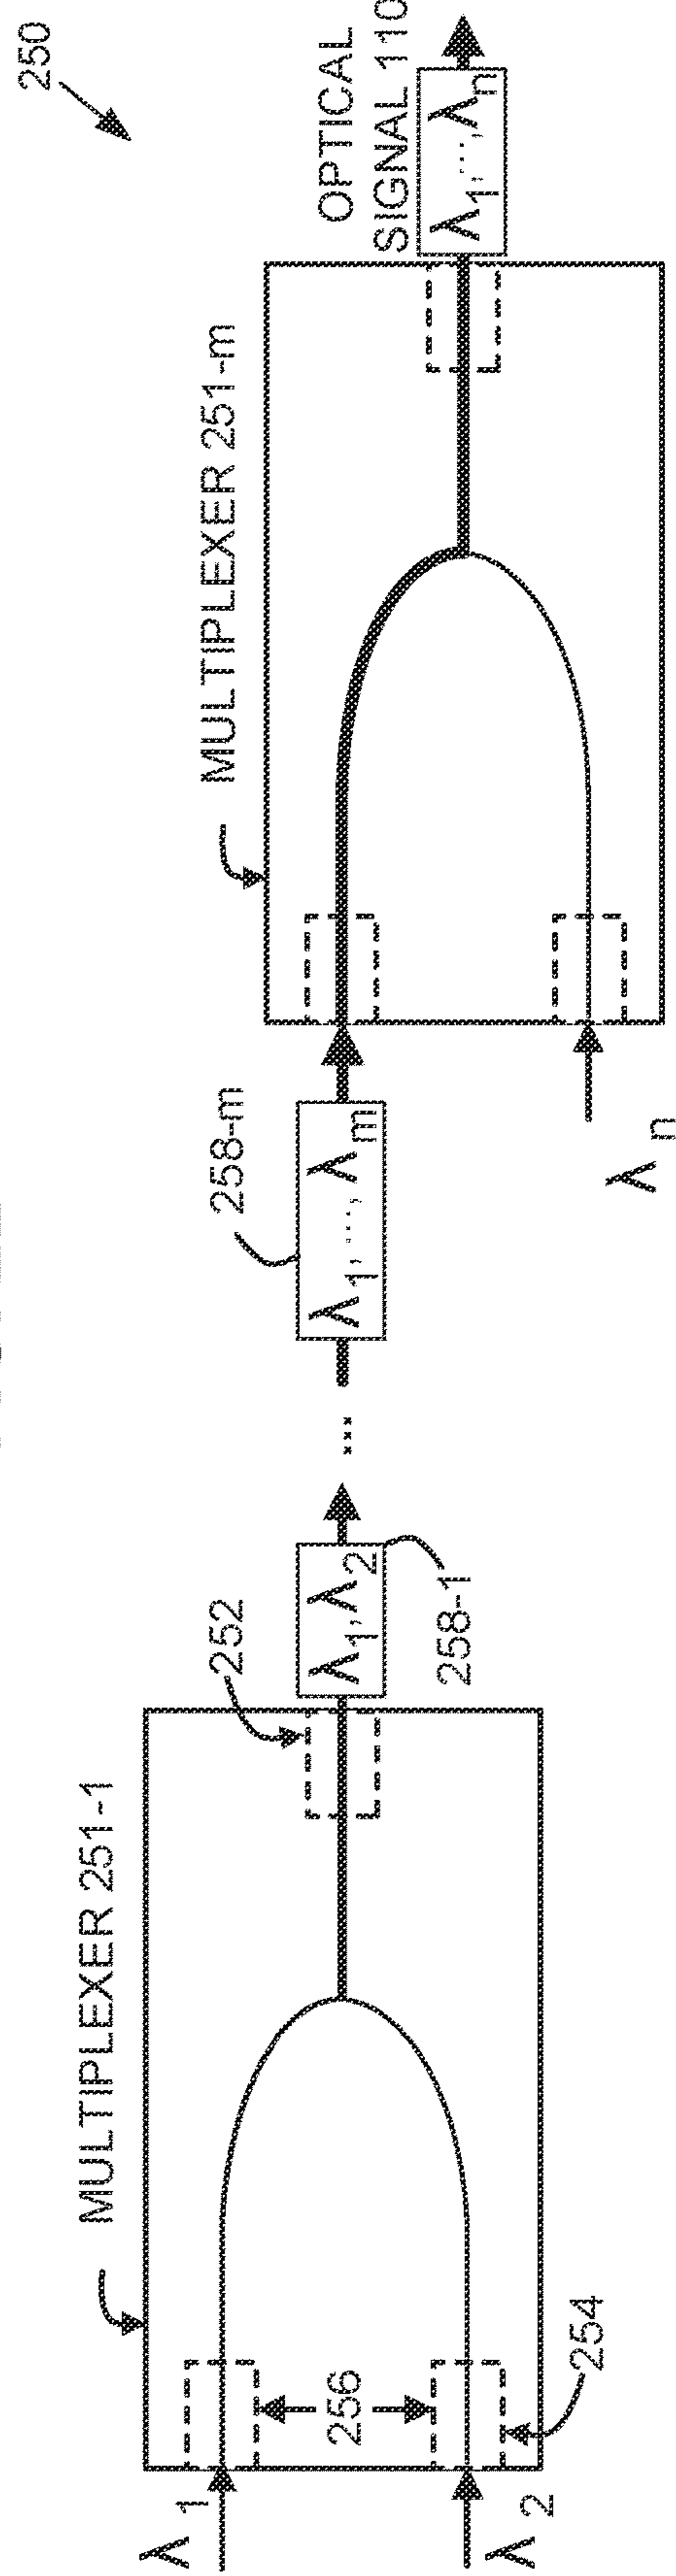 250
OPTICAL
SIGNAL 110
MULTIPLEXER 251-m
λ1,...,λn
258-m
λ1,...,λm
λn
...
252
λ1,λ2
258-1
MULTIPLEXER 251-1
256
254
λ1
λ2